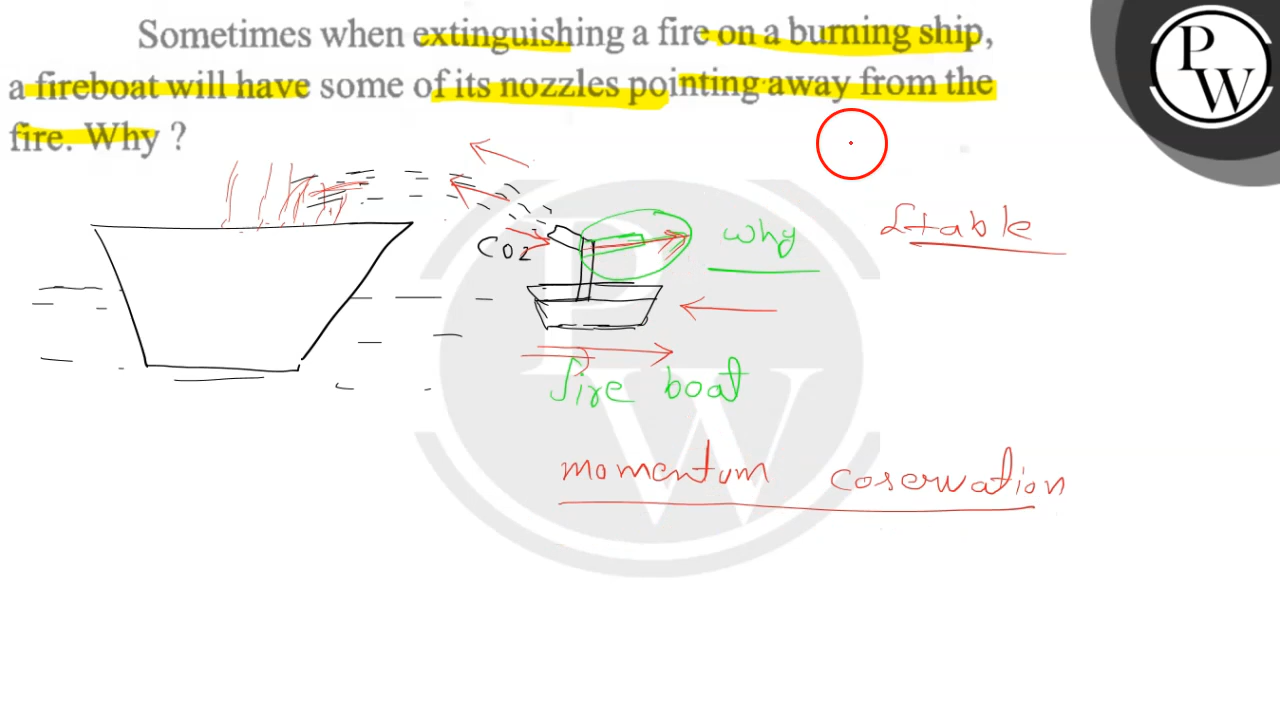 Sometimes when extinguishing a fire on a burning ship,
a fireboat will have some of its nozzles pointing away from the
fire. Why ?
P
W
CO2
why
Stable
fire boat
momentum coservation
P
W